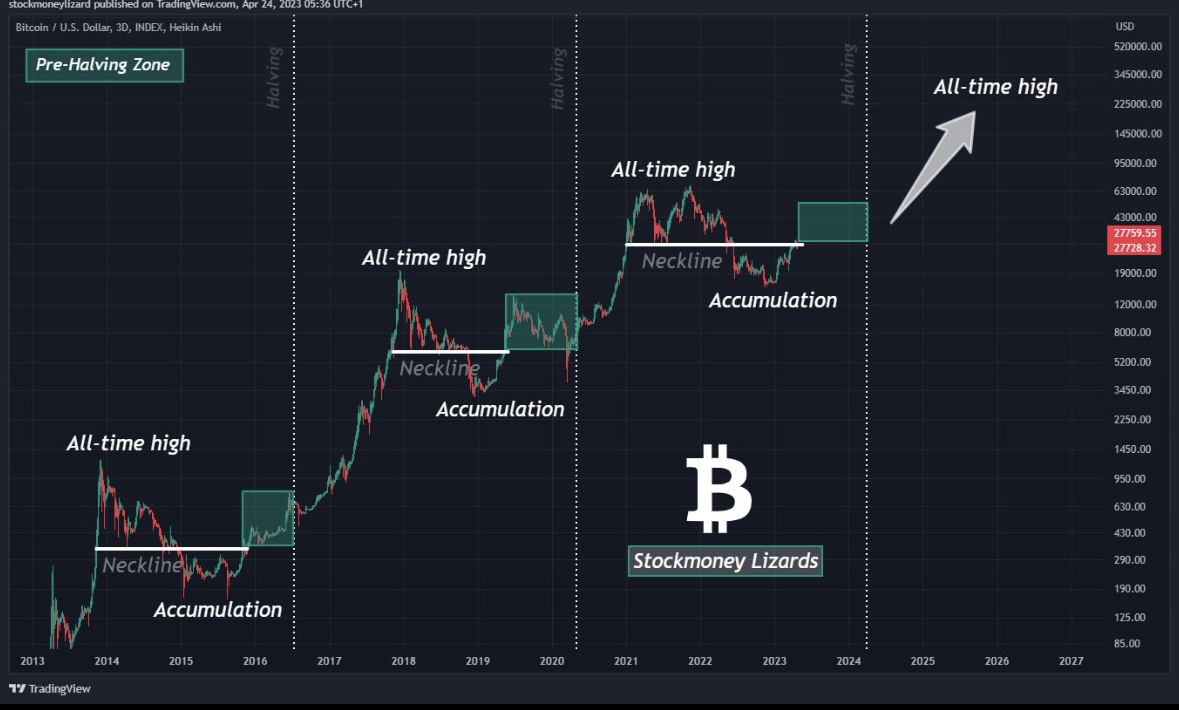 stockmoneylizard published on TradingView.com, Apr 24, 2023 05:36 UTC+1
Bitcoin / U.S. Dollar, 3D, INDEX, Heikin Ashi
USD
Pre-Halving Zone
Halving
Halving
Halving
All-time high
All-time high
All-time high
All-time high
Neckline
Neckline
Neckline
Accumulation
Accumulation
Accumulation
Stockmoney Lizards
520000.00
345000.00
225000.00
145000.00
95000.00
63000.00
43000.00
27759.55
27728.32
19000.00
12000.00
8000.00
5200.00
3450.00
2250.00
1450.00
950.00
630.00
430.00
290.00
190.00
125.00
85.00
2013 2014 2015 2016 2017 2018 2019 2020 2021 2022 2023 2024 2025 2026 2027
TradingView